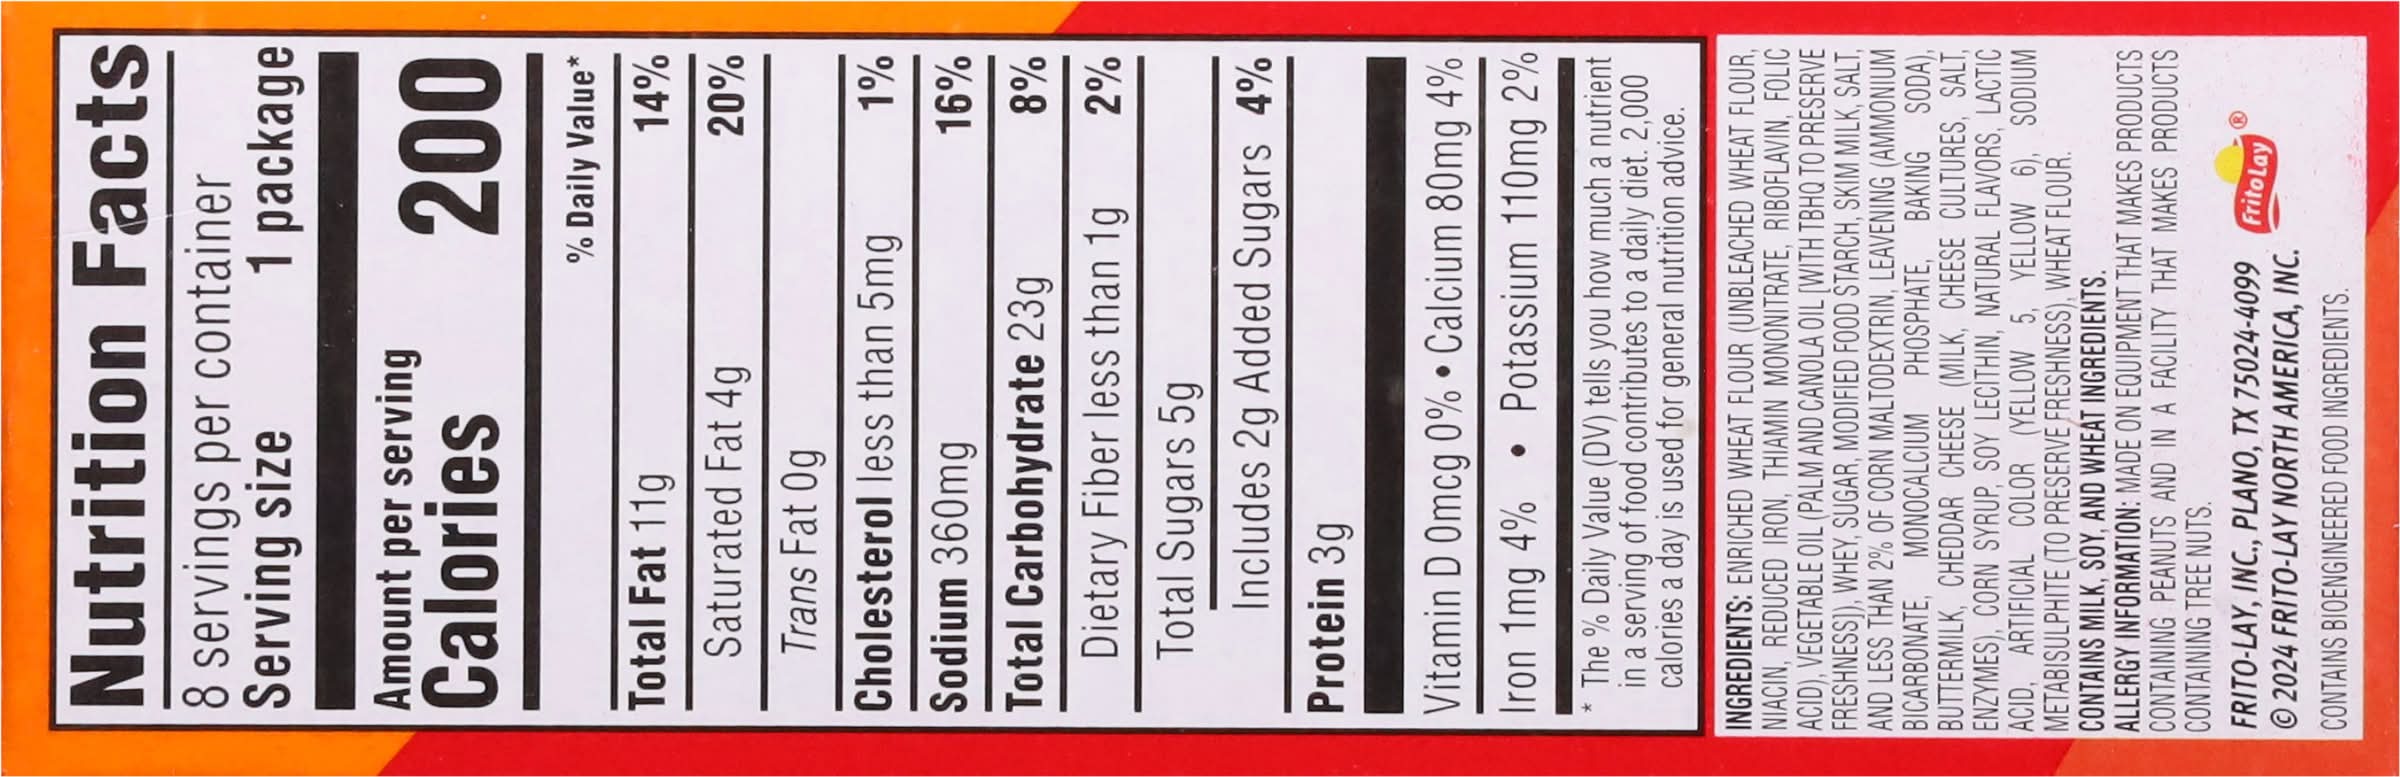 Nutrition Facts
8 servings per container
Serving size 1 package
Amount per serving
Calories 200
% Daily Value*
Total Fat 11g 14%
Saturated Fat 4g 20%
Trans Fat 0g
Cholesterol less than 5mg 1%
Sodium 360mg 16%
Total Carbohydrate 23g 8%
Dietary Fiber less than 1g 2%
Total Sugars 5g
Includes 2g Added Sugars 4%
Protein 3g
Vitamin D 0mcg 0% • Calcium 80mg 4%
Iron 1mg 4% • Potassium 110mg 2%
* The % Daily Value (DV) tells you how much a nutrient
in a serving of food contributes to a daily diet. 2,000
calories a day is used for general nutrition advice.
INGREDIENTS: ENRICHED WHEAT FLOUR (UNBLEACHED WHEAT FLOUR,
NIACIN, REDUCED IRON, THIAMIN MONONITRATE, RIBOFLAVIN, FOLIC
ACID), VEGETABLE OIL (PALM AND CANOLA OIL [WITH TBHQ TO PRESERVE
FRESHNESS]), WHEY, SUGAR, MODIFIED FOOD STARCH, SKIM MILK, SALT,
AND LESS THAN 2% OF CORN MALTODEXTRIN, LEAVENING (AMMONIUM
BICARBONATE, MONOCALCIUM PHOSPHATE, BAKING SODA),
BUTTERMILK, CHEDDAR CHEESE (MILK, CHEESE CULTURES, SALT,
ENZYMES), CORN SYRUP, SOY LECITHIN, NATURAL FLAVORS, LACTIC
ACID, ARTIFICIAL COLOR (YELLOW 5, YELLOW 6), SODIUM
METABISULPHITE (TO PRESERVE FRESHNESS), WHEAT FLOUR.
CONTAINS MILK, SOY, AND WHEAT INGREDIENTS.
ALLERGY INFORMATION: MADE ON EQUIPMENT THAT MAKES PRODUCTS
CONTAINING PEANUTS AND IN A FACILITY THAT MAKES PRODUCTS
CONTAINING TREE NUTS.
FRITO-LAY, INC., PLANO, TX 75024-4099
© 2024 FRITO-LAY NORTH AMERICA, INC.
FritoLay®
CONTAINS BIOENGINEERED FOOD INGREDIENTS.